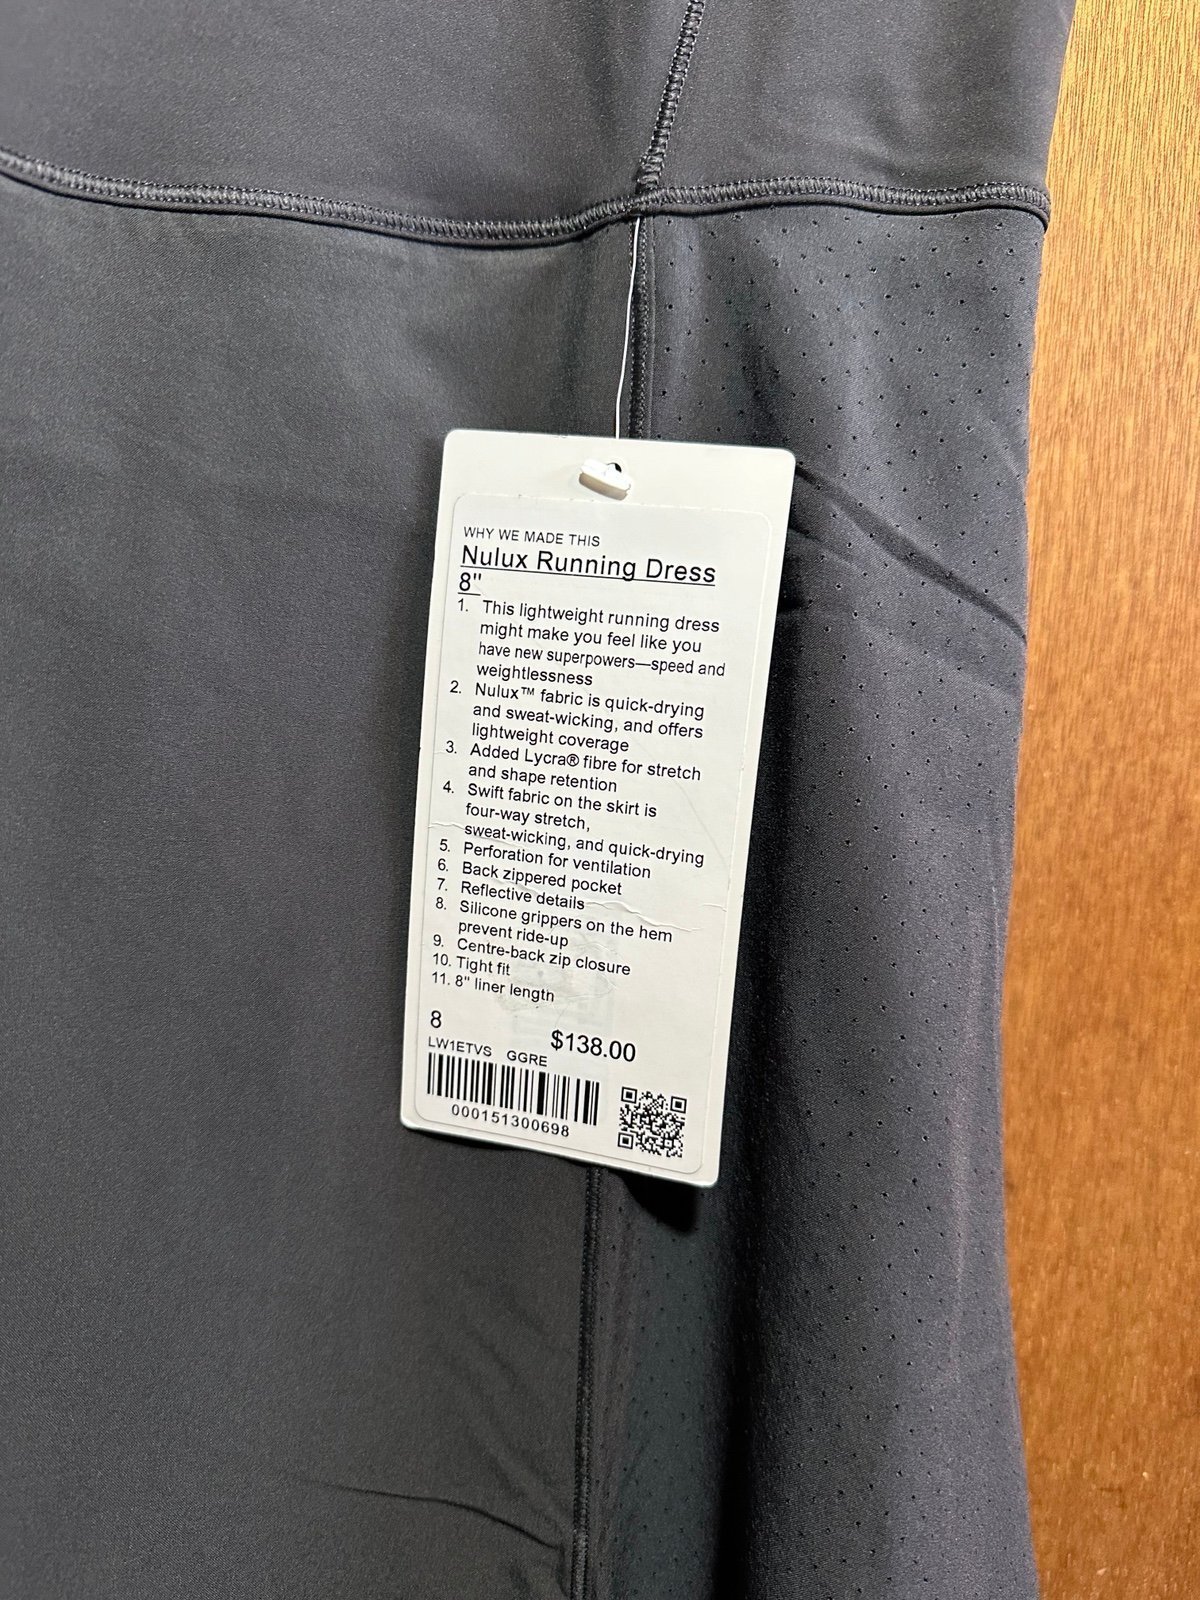 WHY WE MADE THIS
Nulux Running Dress
8"
1. This lightweight running dress
might make you feel like you
have new superpowers—speed and
weightlessness
2. Nulux™ fabric is quick-drying
and sweat-wicking, and offers
lightweight coverage
3. Added Lycra® fibre for stretch
and shape retention
4. Swift fabric on the skirt is
four-way stretch,
sweat-wicking, and quick-drying
5. Perforation for ventilation
6. Back zippered pocket
7. Reflective details
8. Silicone grippers on the hem
prevent ride-up
9. Centre-back zip closure
10. Tight fit
11. 8" liner length
8 $138.00
LW1ETVS GGRE
000151300698